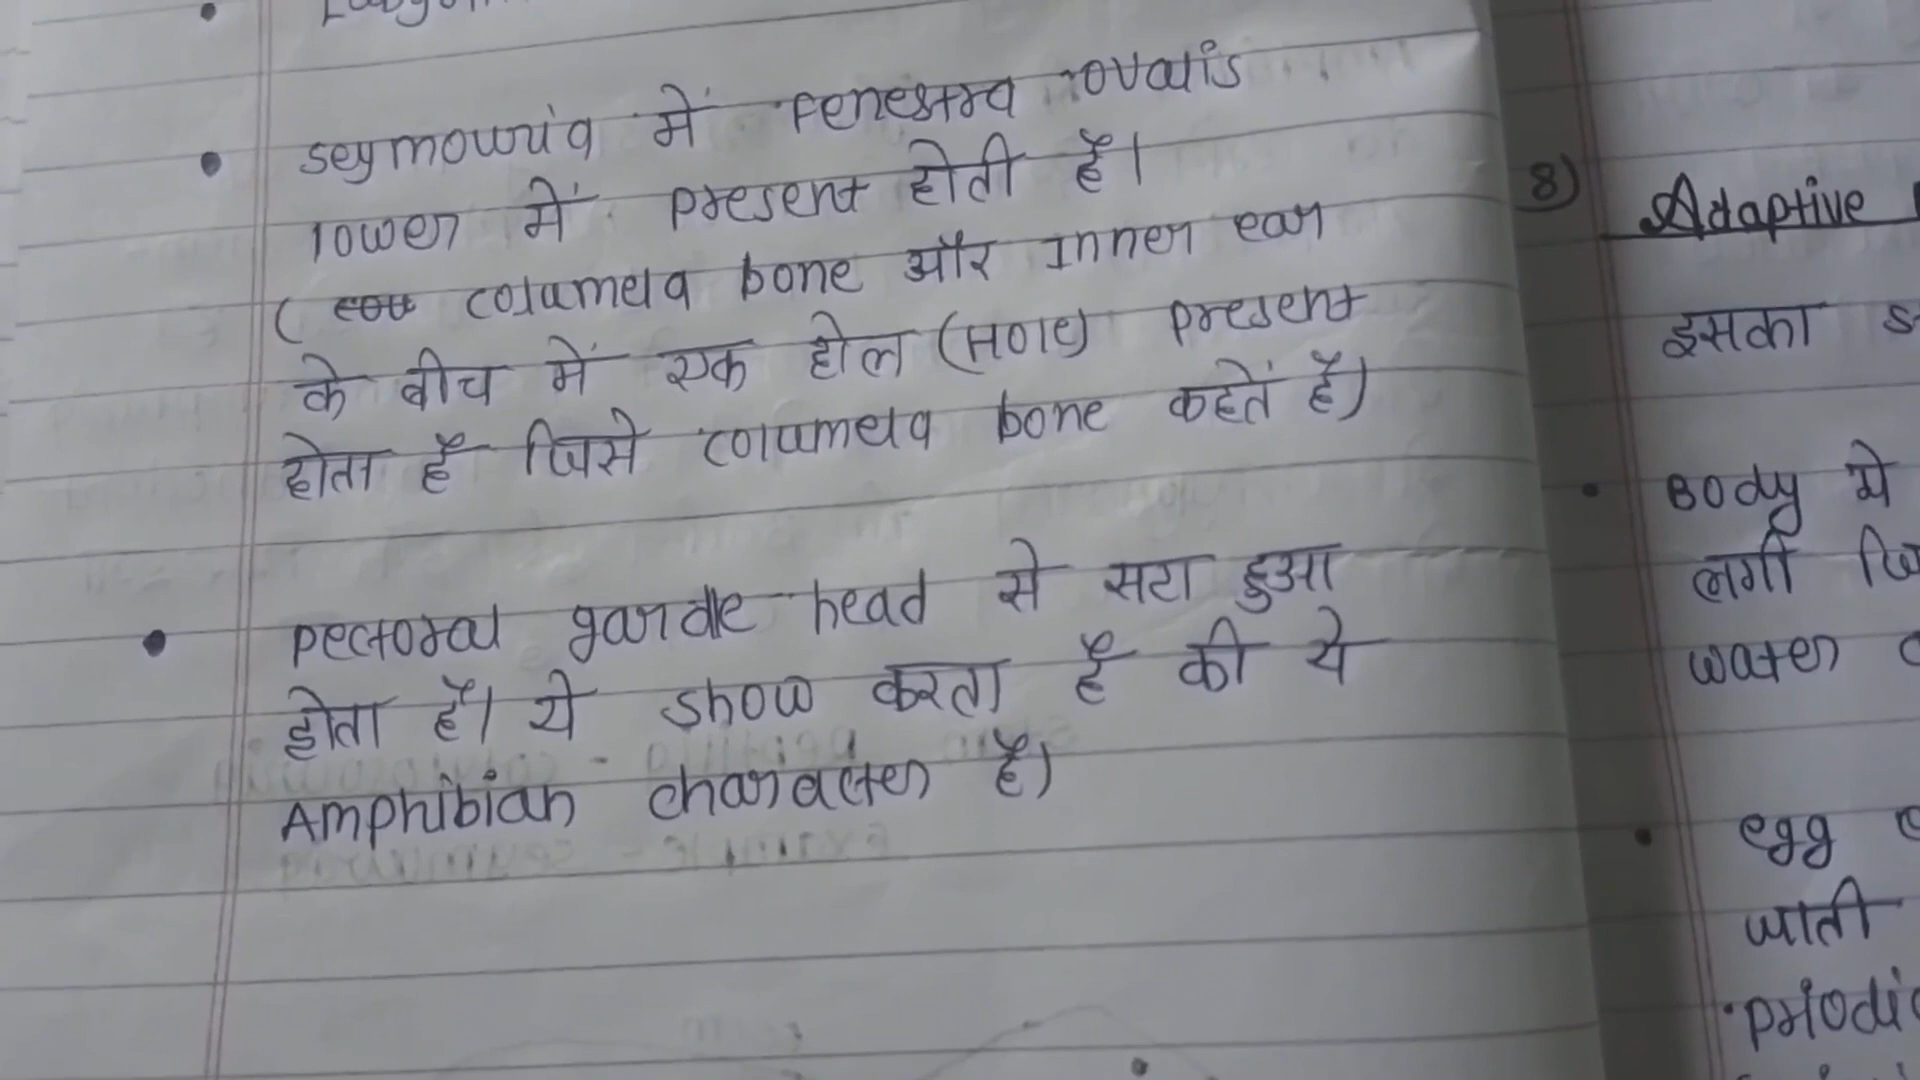 • seymouria में Fenestra ovalis
lower में present होती है।
( columela bone और Inner ear
के बीच में एक होल (Hole) present
होता है जिसे columela bone कहतें है)
• pectoral gardle head से सटा हुआ
होता है। ये show करता है की ये
Amphibian character है)
8) Adaptive
इसका
• Body मे
लगी
water
• egg
जाती